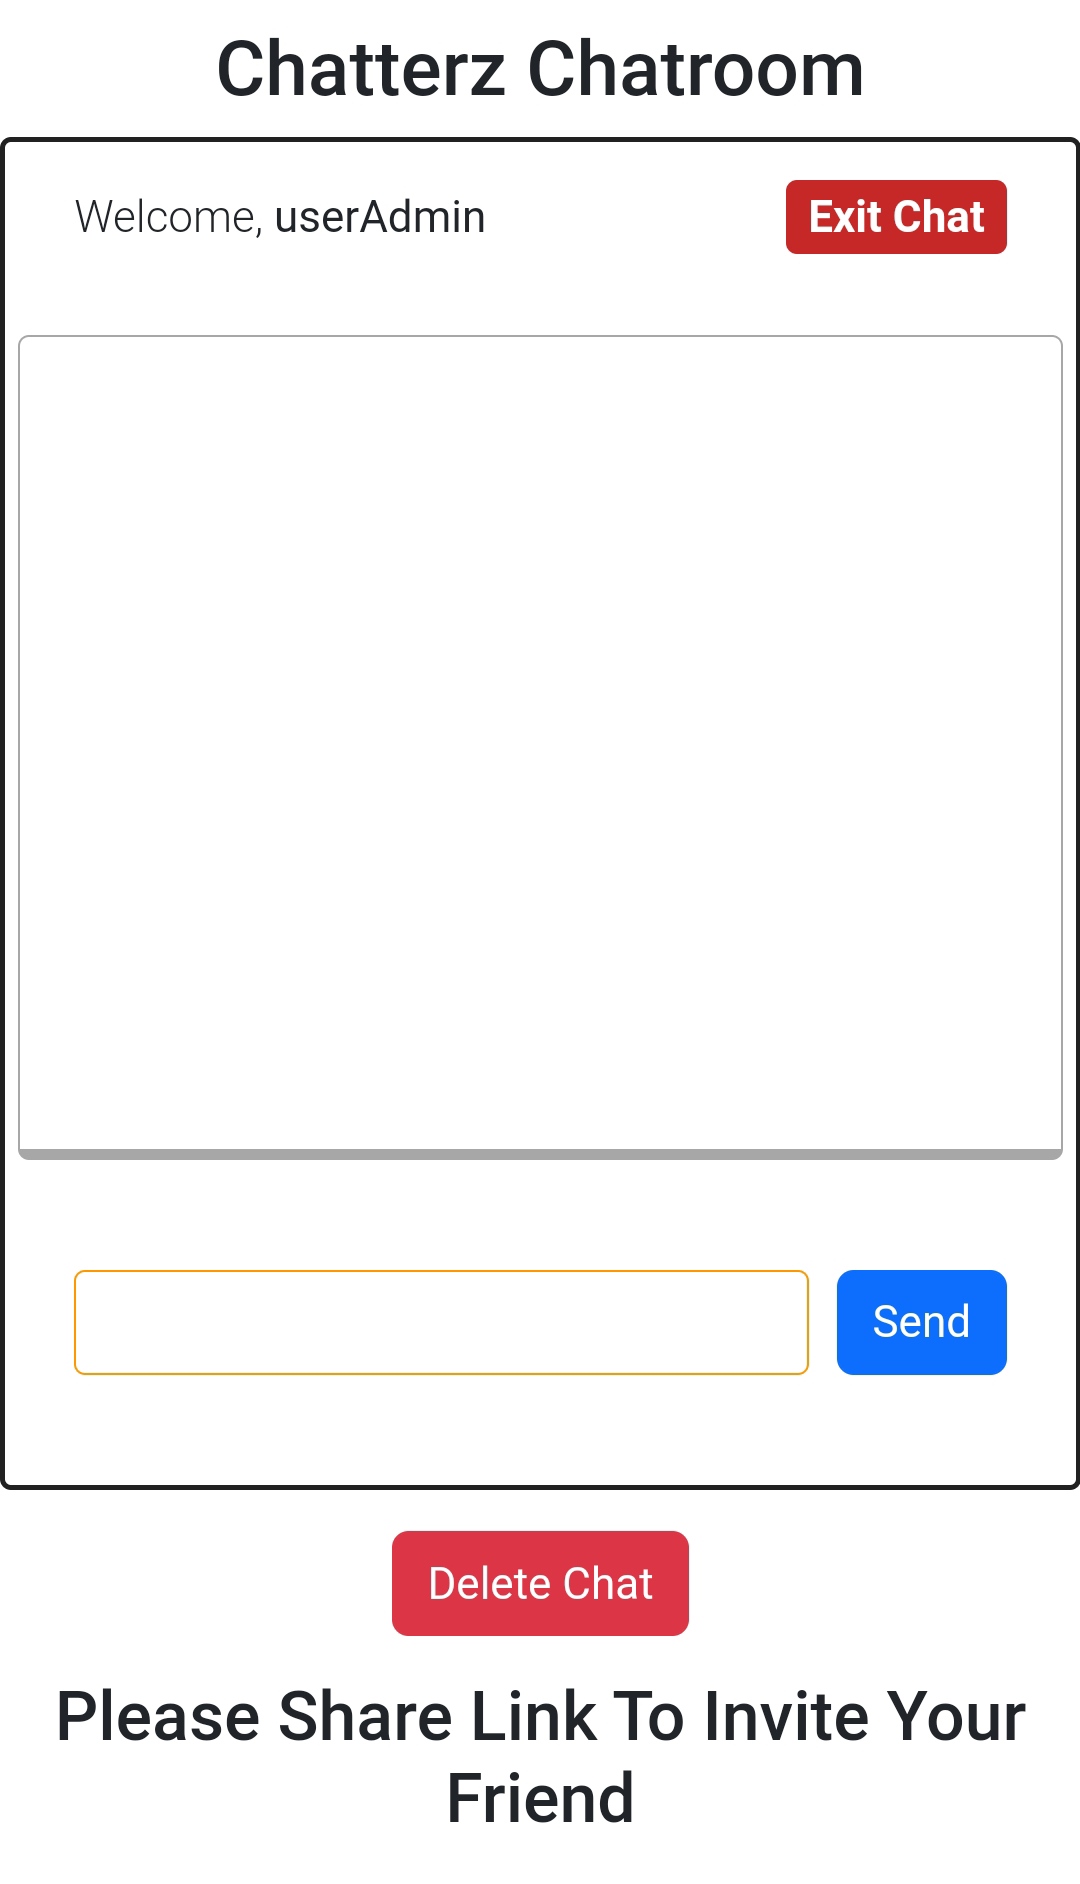 Chatterz Chatroom
Welcome, userAdmin
Exit Chat
Send
Delete Chat
Please Share Link To Invite Your
Friend